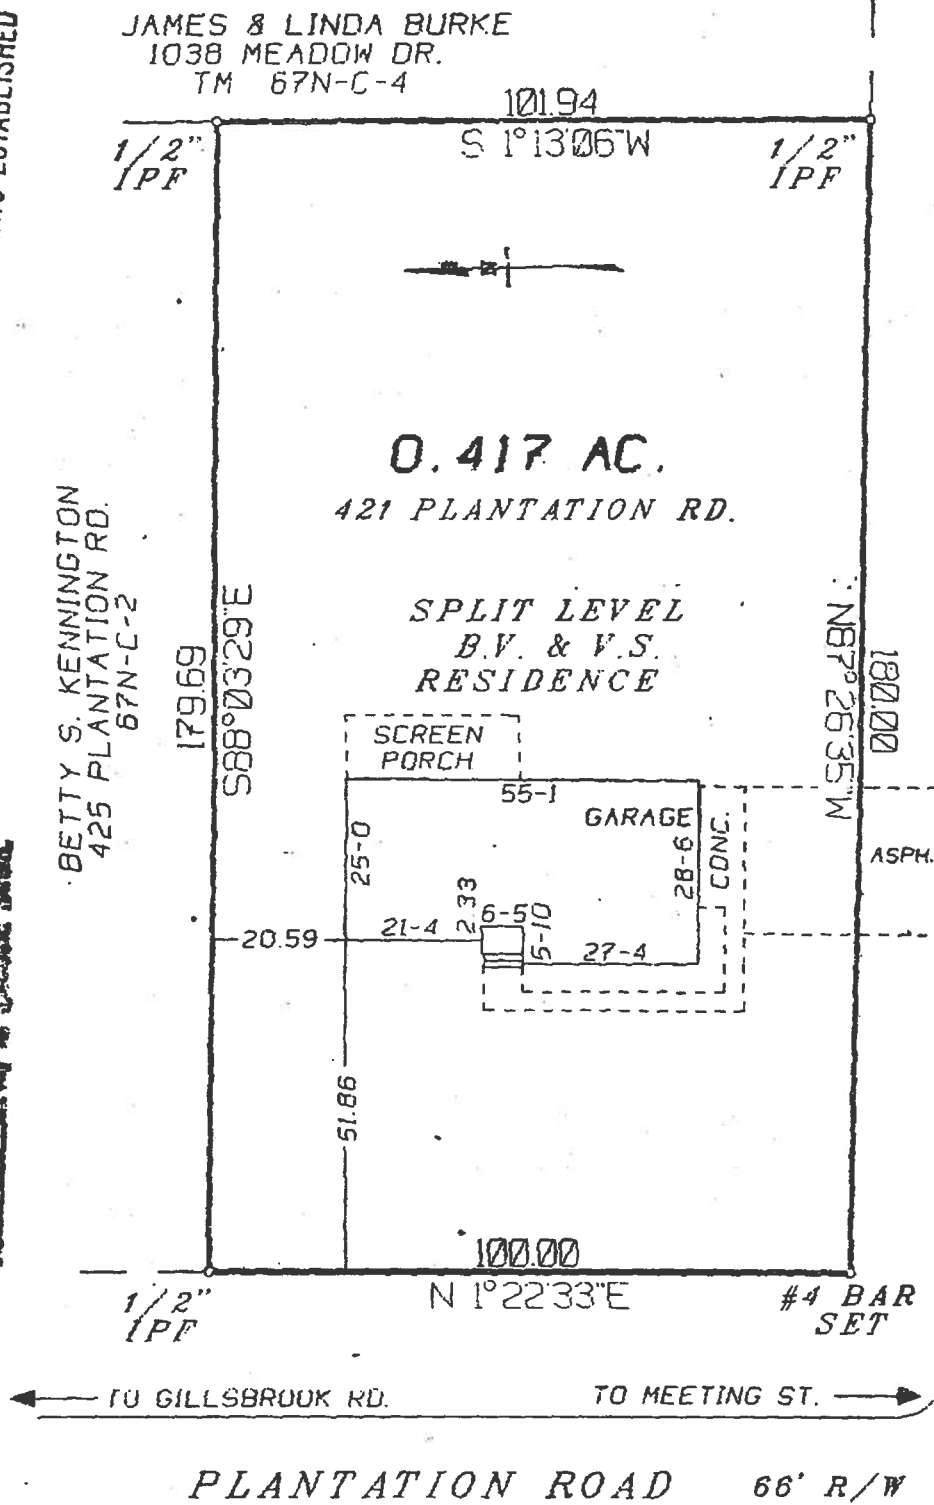 JAMES & LINDA BURKE
1038 MEADOW DR.
TM 67N-C-4
ESTABLISHED
101.94
S 1°13'06"W
1/2"
IPF
1/2"
IPF
0.417 AC.
421 PLANTATION RD.
BETTY S. KENNINGTON
425 PLANTATION RD.
67N-C-2
179.69
S88°03'29"E
SPLIT LEVEL
B.V. & V.S.
RESIDENCE
N87°26'35"W
180.00
SCREEN
PORCH
55-1
GARAGE
25-0
28-6
CONC.
ASPH.
20.59
21-4
2.33
6-5
5-10
27-4
51.86
100.00
N 1°22'33"E
1/2"
IPF
#4 BAR
SET
TO GILLSBROOK RD.
TO MEETING ST.
PLANTATION ROAD 66' R/W